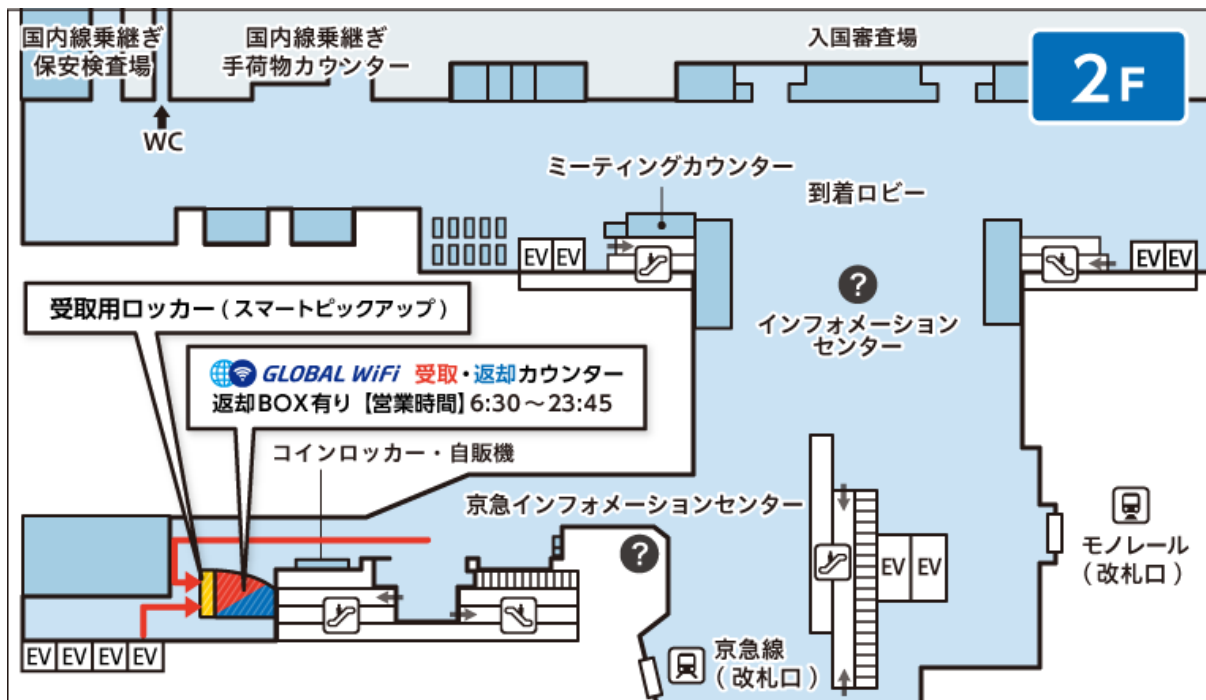 国内線乗継ぎ
保安検査場
国内線乗継ぎ
手荷物カウンター
入国審査場
2F
WC
ミーティングカウンター
到着ロビー
EV EV
EV EV
?
インフォメーション
センター
受取用ロッカー(スマートピックアップ)
GLOBAL WiFi 受取・返却カウンター
返却BOX有り【営業時間】6:30~23:45
コインロッカー・自販機
京急インフォメーションセンター
?
モノレール
(改札口)
EV EV
EV EV EV EV
京急線
(改札口)